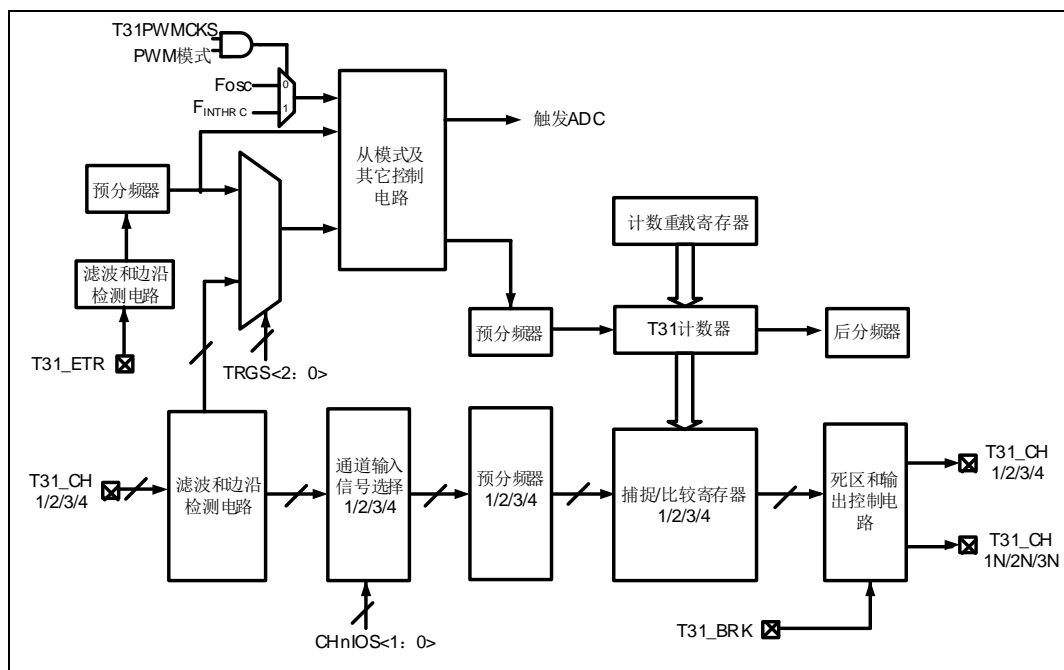 T31PWMCKS
PWM模式
Fosc
FINTHRC
0
1
从模式及
其它控制
电路
触发ADC
预分频器
滤波和边沿
检测电路
T31_ETR
TRGS<2：0>
计数重载寄存器
预分频器
T31计数器
后分频器
T31_CH
1/2/3/4
滤波和边沿
检测电路
通道输入
信号选择
1/2/3/4
预分频器
1/2/3/4
捕捉/比较寄存器
1/2/3/4
死区和输
出控制电
路
T31_CH
1/2/3/4
T31_CH
1N/2N/3N
CHnIOS<1：0>
T31_BRK